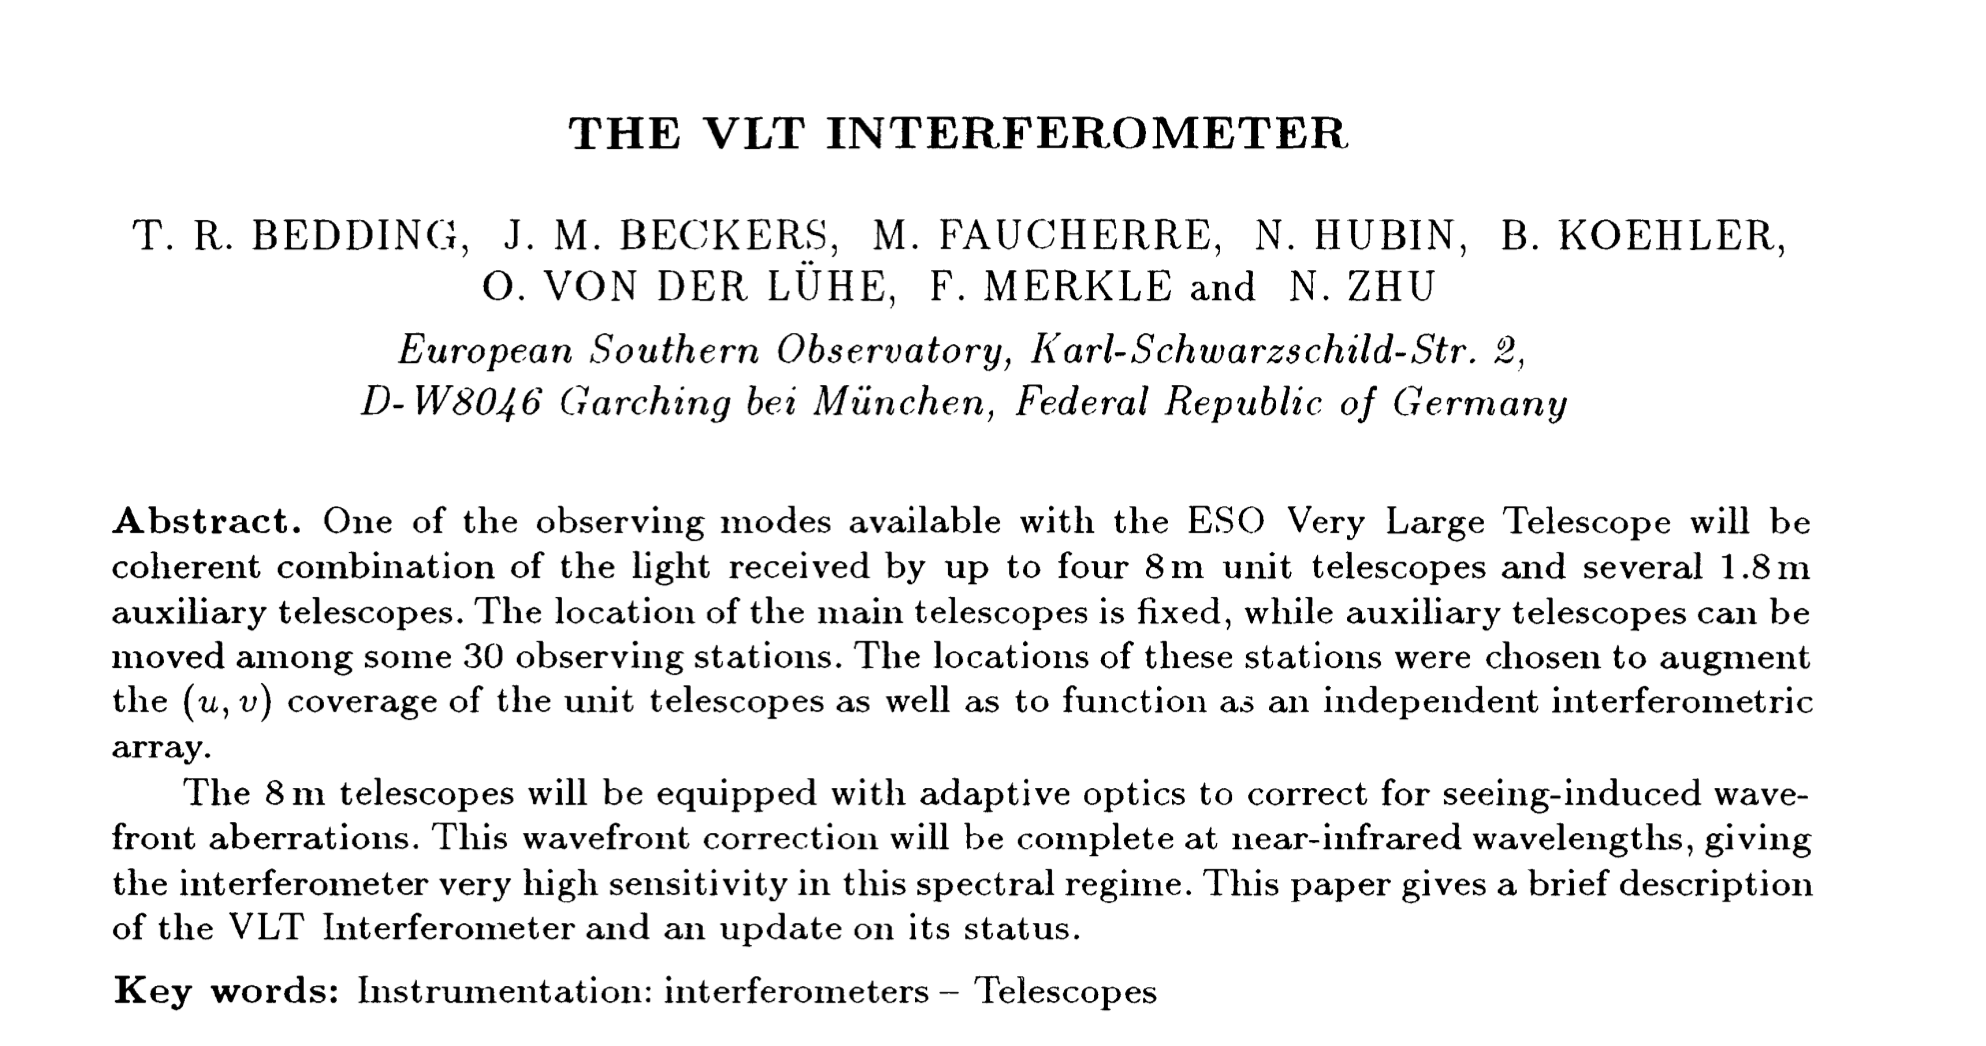 THE VLT INTERFEROMETER
T. R. BEDDING, J. M. BECKERS, M. FAUCHERRE, N. HUBIN, B. KOEHLER,
O. VON DER LÜHE, F. MERKLE and N. ZHU
European Southern Observatory, Karl-Schwarzschild-Str. 2,
D-W8046 Garching bei München, Federal Republic of Germany
Abstract. One of the observing modes available with the ESO Very Large Telescope will be
coherent combination of the light received by up to four 8 m unit telescopes and several 1.8 m
auxiliary telescopes. The location of the main telescopes is fixed, while auxiliary telescopes can be
moved among some 30 observing stations. The locations of these stations were chosen to augment
the (u, v) coverage of the unit telescopes as well as to function as an independent interferometric
array.
The 8 m telescopes will be equipped with adaptive optics to correct for seeing-induced wave-
front aberrations. This wavefront correction will be complete at near-infrared wavelengths, giving
the interferometer very high sensitivity in this spectral regime. This paper gives a brief description
of the VLT Interferometer and an update on its status.
Key words: Instrumentation: interferometers – Telescopes